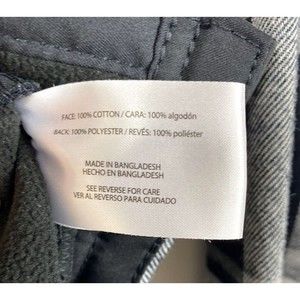 FACE: 100% COTTON / CARA: 100% algodón
BACK: 100% POLYESTER / REVÉS: 100% poliéster
MADE IN BANGLADESH
HECHO EN BANGLADESH
SEE REVERSE FOR CARE
VER AL REVERSO PARA CUIDADO